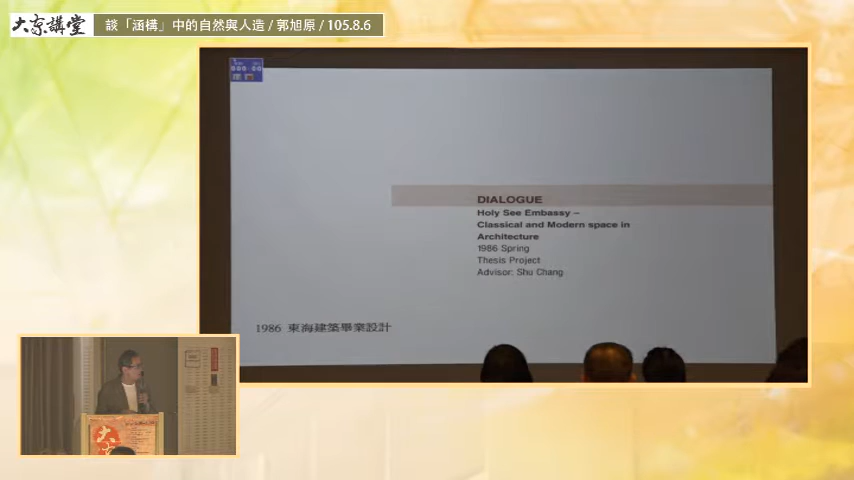 大東講堂
談「涵構」中的自然與人造 / 郭旭原 / 105.8.6
DIALOGUE
Holy See Embassy –
Classical and Modern space in
Architecture
1986 Spring
Thesis Project
Advisor: Shu Chang
1986 東海建築畢業設計
大